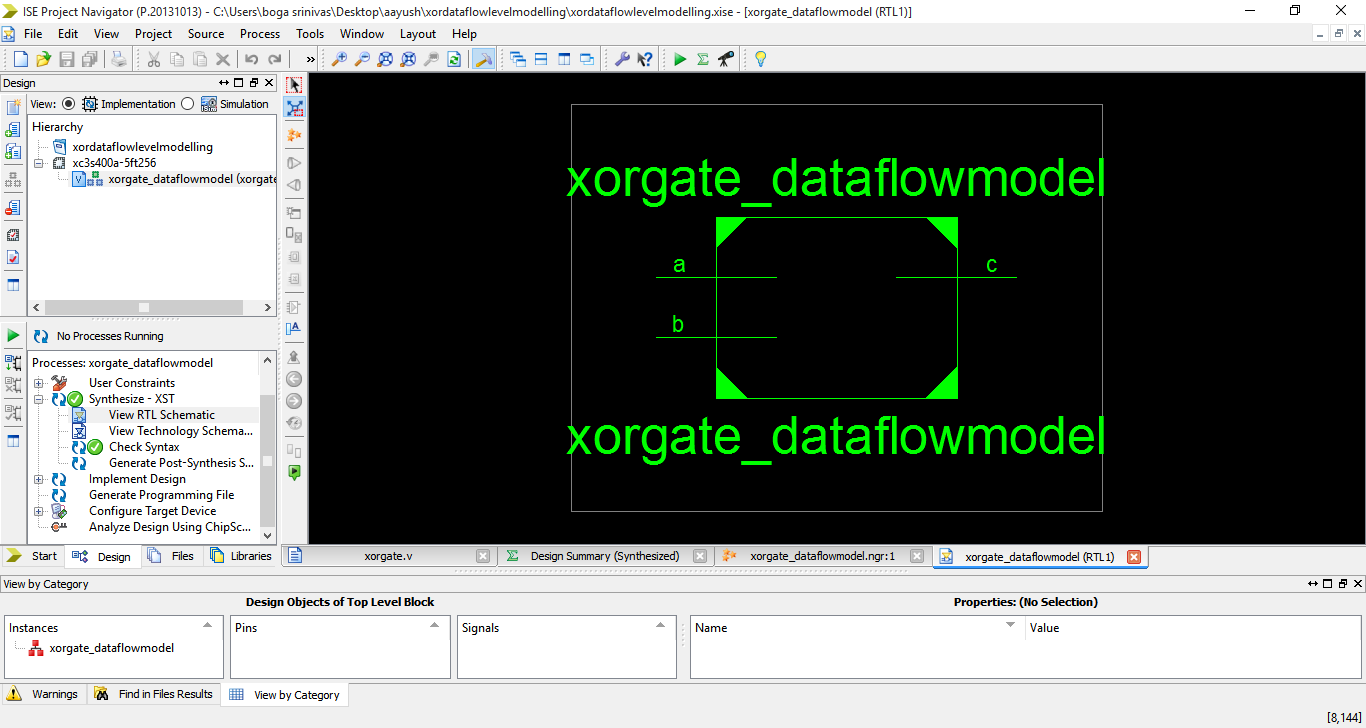 ISE Project Navigator (P.20131013) - C:\Users\boga srinivas\Desktop\aayush\xordataflowlevelmodelling\xordataflowlevelmodelling.xise - [xorgate_dataflowmodel (RTL1)]
File Edit View Project Source Process Tools Window Layout Help
»
Design
View: Implementation Simulation
Hierarchy
xordataflowlevelmodelling
xc3s400a-5ft256
xorgate_dataflowmodel (xorgate
No Processes Running
Processes: xorgate_dataflowmodel
User Constraints
Synthesize - XST
View RTL Schematic
View Technology Schema...
Check Syntax
Generate Post-Synthesis S...
Implement Design
Generate Programming File
Configure Target Device
Analyze Design Using ChipSc...
Start Design Files Libraries
xorgate_dataflowmodel
a
c
b
xorgate_dataflowmodel
xorgate.v Design Summary (Synthesized) xorgate_dataflowmodel.ngr:1 xorgate_dataflowmodel (RTL1)
View by Category
Design Objects of Top Level Block
Properties: (No Selection)
Instances Pins Signals Name Value
xorgate_dataflowmodel
Warnings Find in Files Results View by Category
[8,144]